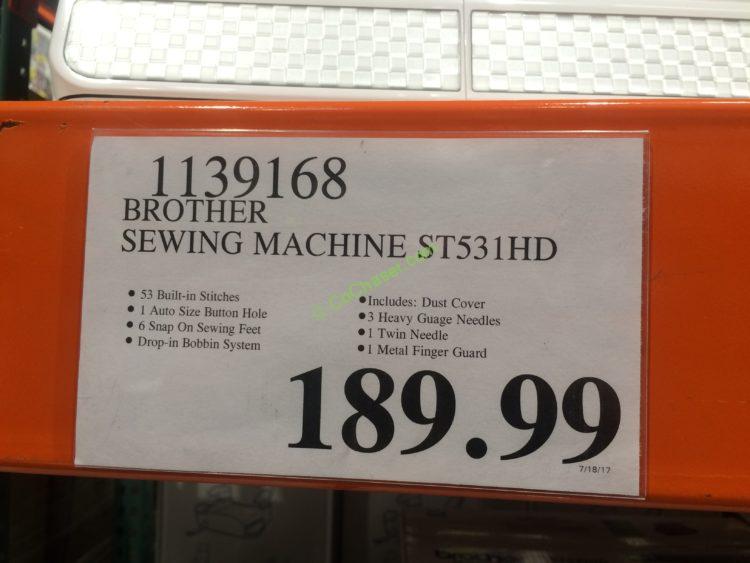 1139168
BROTHER
SEWING MACHINE ST531HD
• 53 Built-in Stitches
• 1 Auto Size Button Hole
• 6 Snap On Sewing Feet
• Drop-in Bobbin System
• Includes: Dust Cover
• 3 Heavy Guage Needles
• 1 Twin Needle
• 1 Metal Finger Guard
189.99
7/18/17
© CoChaser.com